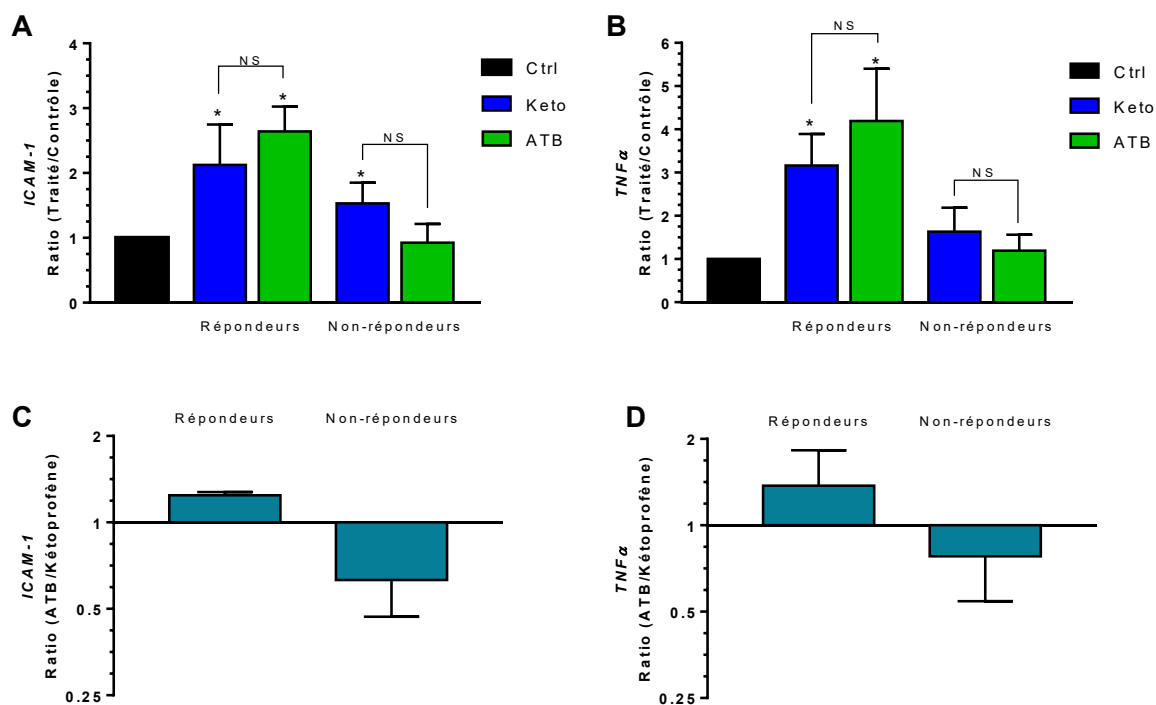 A
4
3
2
1
0
ICAM-1
Ratio (Traité/Contrôle)
NS
*
*
NS
*
Répondeurs
Non-répondeurs
Ctrl
Keto
ATB
B
6
5
4
3
2
1
0
TNFα
Ratio (Traité/Contrôle)
NS
*
*
NS
Répondeurs
Non-répondeurs
Ctrl
Keto
ATB
C
Répondeurs
Non-répondeurs
2
1
0.5
0.25
ICAM-1
Ratio (ATB/Kétoprofène)
D
Répondeurs
Non-répondeurs
2
1
0.5
0.25
TNFα
Ratio (ATB/Kétoprofène)